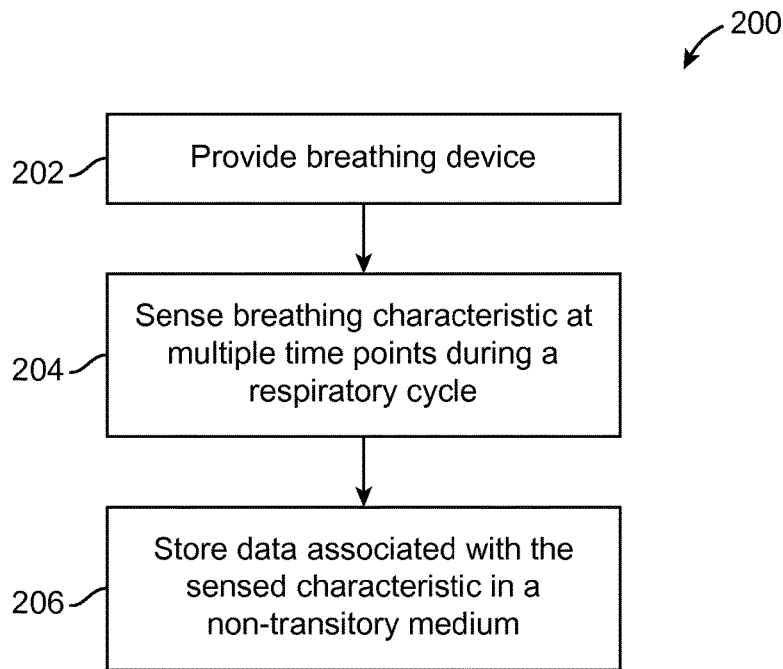 200
202
Provide breathing device
204
Sense breathing characteristic at
multiple time points during a
respiratory cycle
206
Store data associated with the
sensed characteristic in a
non-transitory medium